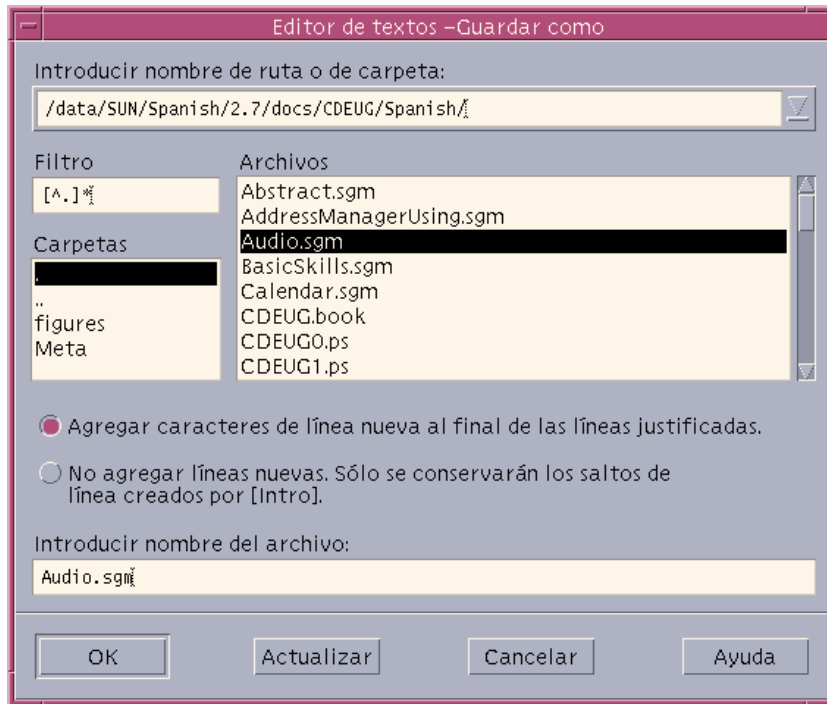 Editor de textos –Guardar como
Introducir nombre de ruta o de carpeta:
/data/SUN/Spanish/2.7/docs/CDEUG/Spanish/
Filtro
[^.]*
Archivos
Abstract.sgm
AddressManagerUsing.sgm
Audio.sgm
BasicSkills.sgm
Calendar.sgm
CDEUG.book
CDEUG0.ps
CDEUG1.ps
Carpetas
.
..
figures
Meta
Agregar caracteres de línea nueva al final de las líneas justificadas.
No agregar líneas nuevas. Sólo se conservarán los saltos de
línea creados por [Intro].
Introducir nombre del archivo:
Audio.sgm
OK
Actualizar
Cancelar
Ayuda